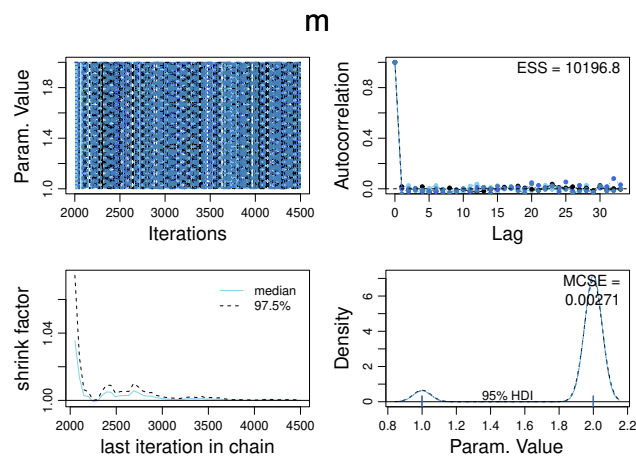 m
Param. Value
1.0
1.4
1.8
2000 2500 3000 3500 4000 4500
Iterations
ESS = 10196.8
Autocorrelation
0.0
0.4
0.8
0 5 10 15 20 25 30
Lag
median
97.5%
shrink factor
1.00
1.04
2000 2500 3000 3500 4000 4500
last iteration in chain
MCSE =
0.00271
Density
0 2 4 6
95% HDI
0.8 1.0 1.2 1.4 1.6 1.8 2.0 2.2
Param. Value